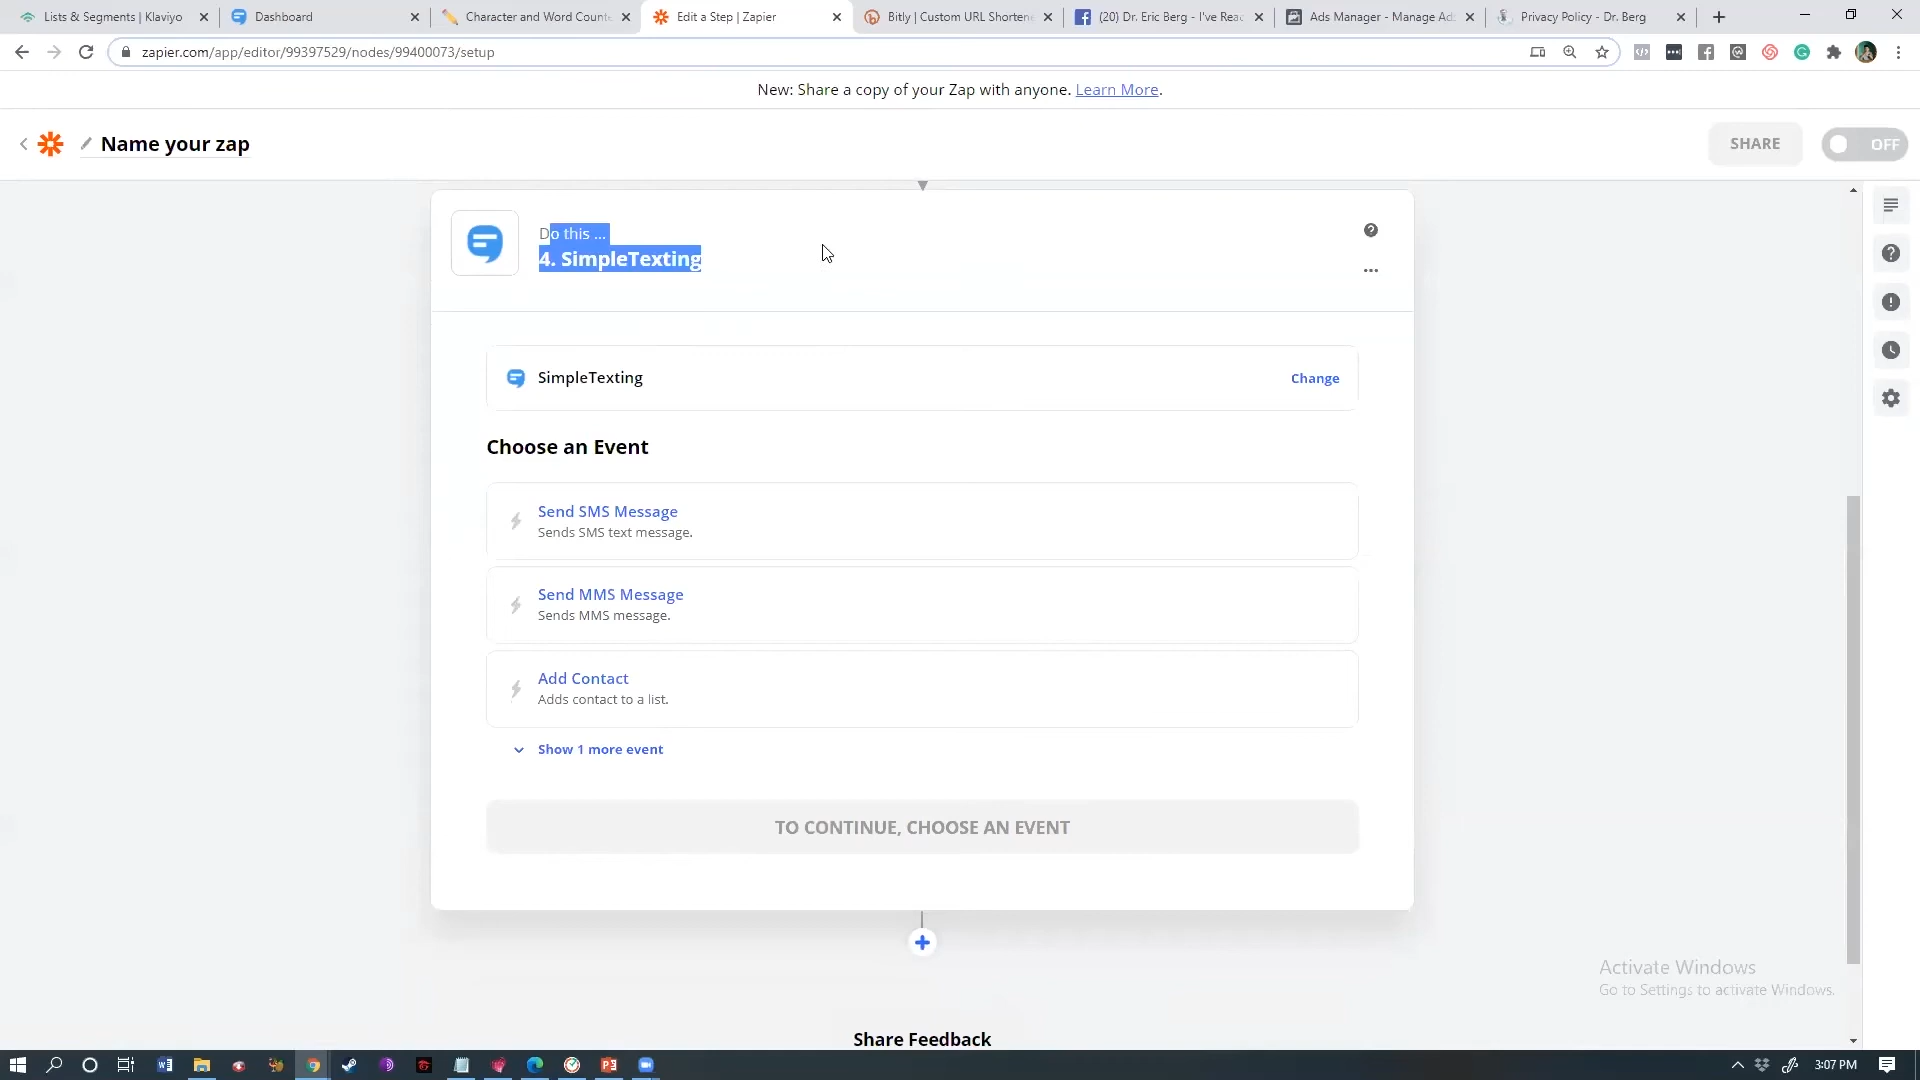 Lists & Segments | Klaviyo
Dashboard
Character and Word Counte
Edit a Step | Zapier
Bitly | Custom URL Shortene
(20) Dr. Eric Berg - I've Reac
Ads Manager - Manage Ad
Privacy Policy - Dr. Berg
zapier.com/app/editor/99397529/nodes/99400073/setup
New: Share a copy of your Zap with anyone. Learn More.
Name your zap
SHARE
OFF
Do this ...
4. SimpleTexting
SimpleTexting
Change
Choose an Event
Send SMS Message
Sends SMS text message.
Send MMS Message
Sends MMS message.
Add Contact
Adds contact to a list.
Show 1 more event
TO CONTINUE, CHOOSE AN EVENT
Activate Windows
Go to Settings to activate Windows.
Share Feedback
3:07 PM